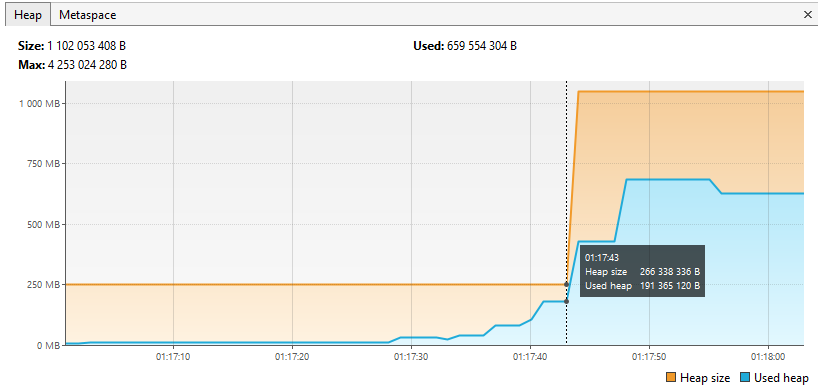 Heap Metaspace ×
Size: 1 102 053 408 B Used: 659 554 304 B
Max: 4 253 024 280 B
1 000 MB
750 MB
500 MB
250 MB
0 MB
01:17:43
Heap size 266 338 336 B
Used heap 191 365 120 B
01:17:10 01:17:20 01:17:30 01:17:40 01:17:50 01:18:00
Heap size Used heap